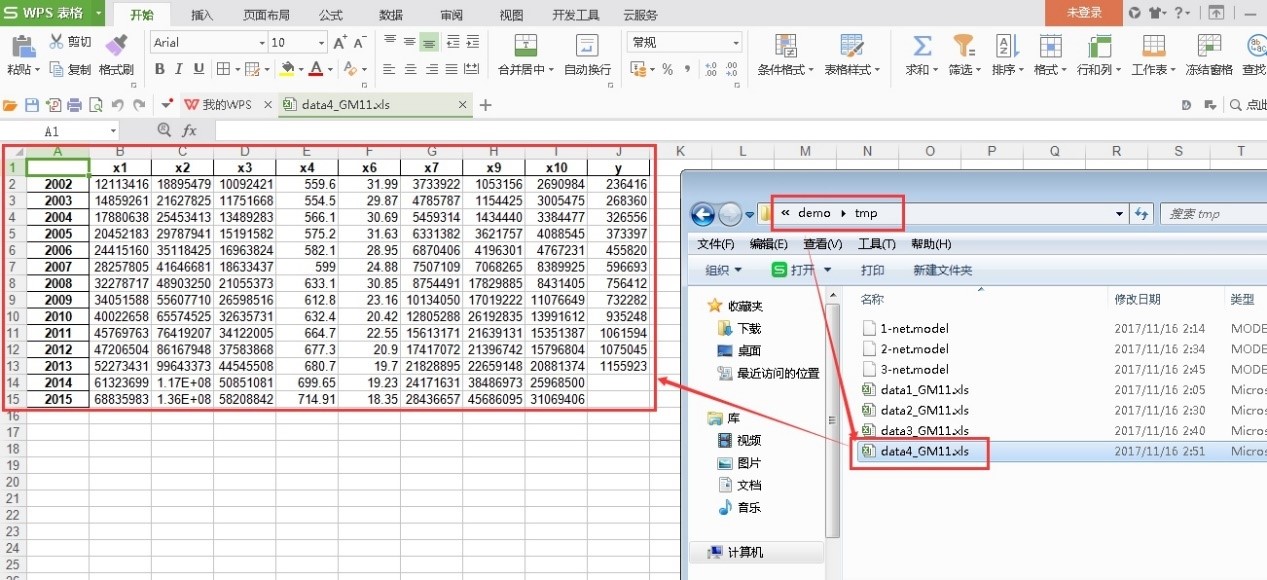 S WPS 表格 开始 插入 页面布局 公式 数据 审阅 视图 开发工具 云服务 未登录
粘贴 剪切 复制 格式刷 Arial 10 A+ A- B I U A 合并居中 自动换行 常规 % 条件格式 表格样式 求和 筛选 排序 格式 行和列 工作表 冻结窗格 查找
我的WPS data4_GM11.xls
A1 fx
A B C D E F G H I J K L M N O P Q R S T
1 x1 x2 x3 x4 x6 x7 x9 x10 y
2 2002 12113416 18895479 10092421 559.6 31.99 3733922 1053156 2690984 236416
3 2003 14859261 21627825 11751668 554.5 29.87 4785787 1154425 3005475 268360
4 2004 17880638 25453413 13489283 566.1 30.69 5459314 1434440 3384477 326556
5 2005 20452183 29787941 15191582 575.2 31.63 6331382 3621757 4088545 373397
6 2006 24415160 35118425 16963824 582.1 28.95 6870406 4196301 4767231 455820
7 2007 28257805 41646681 18633437 599 24.88 7507109 7068265 8389925 596693
8 2008 32278717 48903250 21055373 633.1 30.85 8754491 17829885 8431405 756412
9 2009 34051588 55607710 26598516 612.8 23.16 10134050 17019222 11076649 732282
10 2010 40022658 65574525 32635731 632.4 20.42 12805288 26192835 13991612 935248
11 2011 45769763 76419207 34122005 664.7 22.55 15613171 21639131 15351387 1061594
12 2012 47206504 86167948 37583868 677.3 20.9 17417072 21396742 15796804 1075045
13 2013 52273431 99643373 44545508 680.7 19.7 21828895 22659148 20881374 1155923
14 2014 61323699 1.17E+08 50851081 699.65 19.23 24171631 38486973 25968500
15 2015 68835983 1.36E+08 58208842 714.91 18.35 28436657 45686095 31069406
16
17
18
19
20
21
22
23
24
25
« demo tmp 搜索 tmp
文件(F) 编辑(E) 查看(V) 工具(T) 帮助(H)
组织 S 打开 打印 新建文件夹
收藏夹
下载
桌面
最近访问的位置
库
视频
图片
文档
音乐
计算机
名称 修改日期 类型
1-net.model 2017/11/16 2:14 MODE
2-net.model 2017/11/16 2:34 MODE
3-net.model 2017/11/16 2:45 MODE
data1_GM11.xls 2017/11/16 2:05 Micros
data2_GM11.xls 2017/11/16 2:30 Micros
data3_GM11.xls 2017/11/16 2:40 Micros
data4_GM11.xls 2017/11/16 2:51 Micros